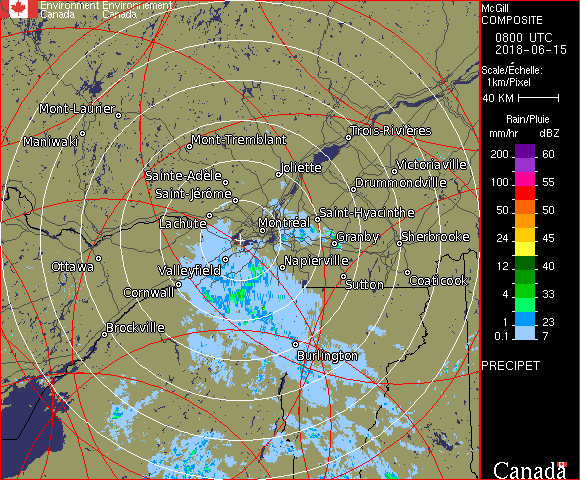 Environment Environnement
Canada Canada
McGill
COMPOSITE
0800 UTC
2018-06-15
Scale/Échelle:
1km/Pixel
40 KM
Rain/Pluie
mm/hr dBZ
200 60
55
100 55
50 50
24 45
12 40
4 33
1 23
0.1 7
PRECIPET
Canada
Mont-Laurier
Maniwaki
Mont-Tremblant
Trois-Rivières
Sainte-Adèle
Joliette
Victoriaville
Saint-Jérôme
Drummondville
Lachute
Montréal
Saint-Hyacinthe
Granby
Sherbrooke
Ottawa
Valleyfield
Napierville
Cornwall
Sutton
Coaticook
Brockville
Burlington